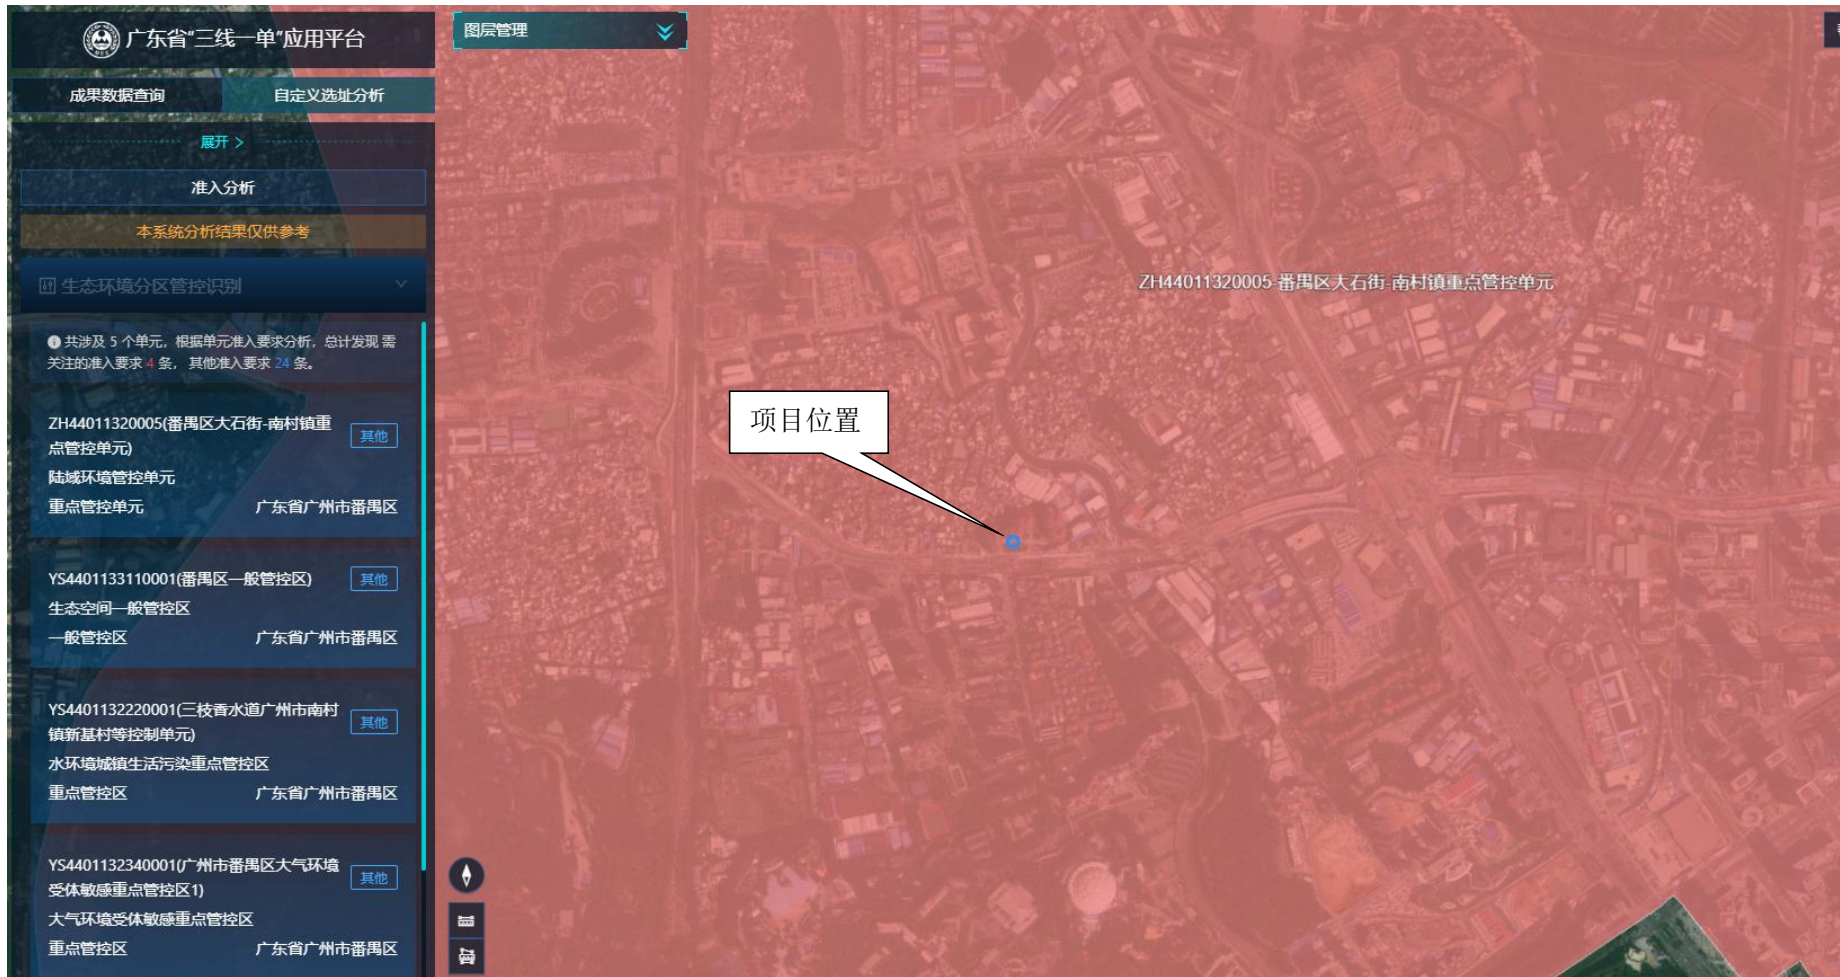 广东省"三线一单"应用平台
成果数据查询
自定义选址分析
展开 >
准入分析
本系统分析结果仅供参考
生态环境分区管控识别
共涉及 5 个单元，根据单元准入要求分析，总计发现 需
关注的准入要求 4 条， 其他准入要求 24 条。
ZH44011320005(番禺区大石街-南村镇重
点管控单元)
其他
陆域环境管控单元
重点管控单元
广东省广州市番禺区
YS4401133110001(番禺区一般管控区)
其他
生态空间一般管控区
一般管控区
广东省广州市番禺区
YS4401132220001(三枝香水道广州市南村
镇新基村等控制单元)
其他
水环境城镇生活污染重点管控区
重点管控区
广东省广州市番禺区
YS4401132340001(广州市番禺区大气环境
受体敏感重点管控区1)
其他
大气环境受体敏感重点管控区
重点管控区
广东省广州市番禺区
图层管理
ZH44011320005-番禺区大石街-南村镇重点管控单元
项目位置